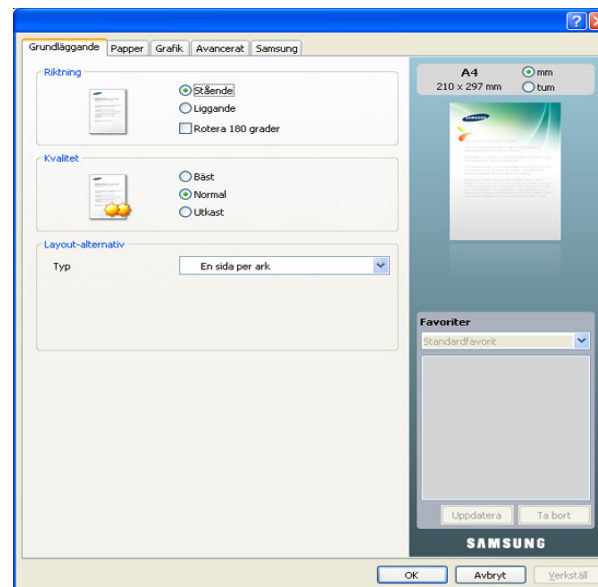 Grundläggande Papper Grafik Avancerat Samsung
Riktning
Stående
Liggande
Rotera 180 grader
Kvalitet
Bäst
Normal
Utkast
Layout-alternativ
Typ En sida per ark
A4
210 x 297 mm
mm
tum
SAMSUNG
Favoriter
Standardfavorit
Uppdatera Ta bort
SAMSUNG
OK Avbryt Verkställ